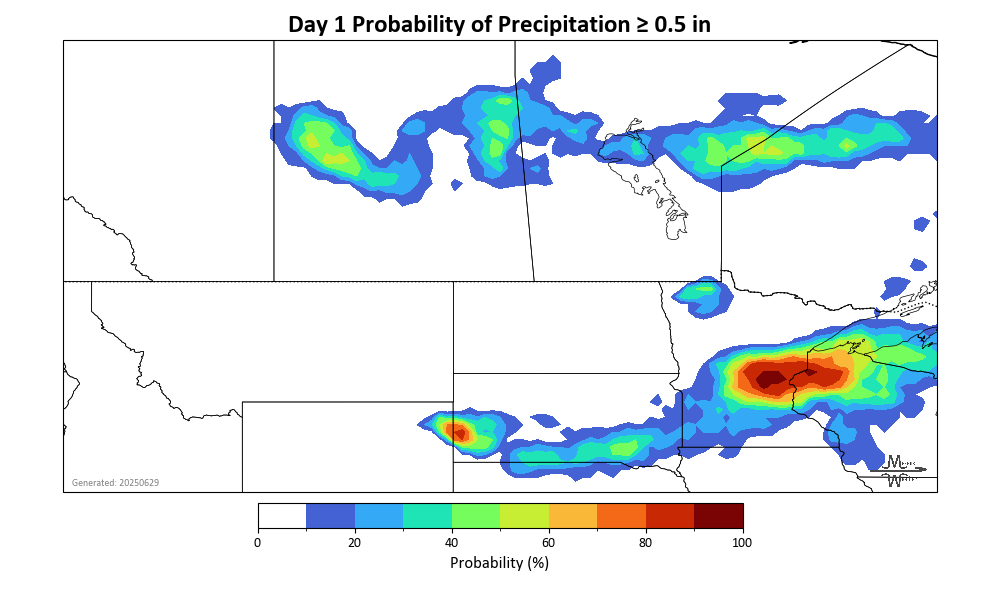 Day 1 Probability of Precipitation ≥ 0.5 in
Generated: 20250629
0 20 40 60 80 100
Probability (%)